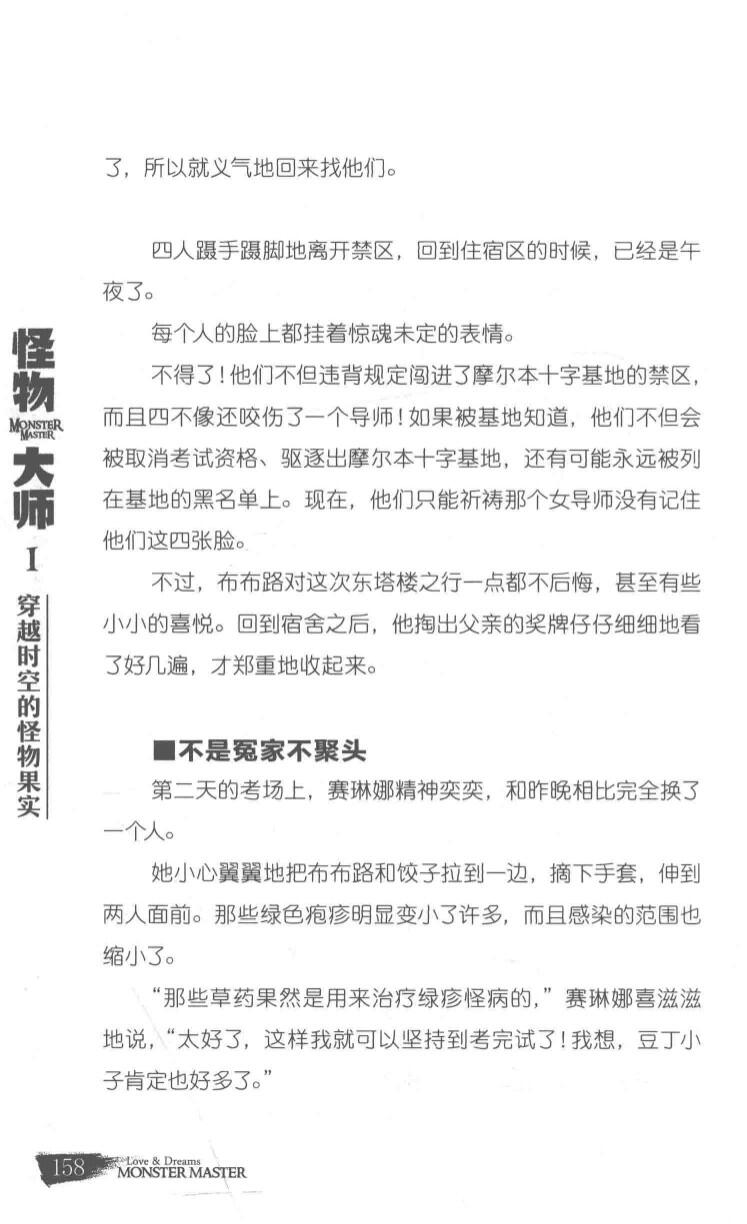 了，所以就义气地回来找他们。
四人蹑手蹑脚地离开禁区，回到住宿区的时候，已经是午
夜了。
每个人的脸上都挂着惊魂未定的表情。
不得了！他们不但违背规定闯进了摩尔本十字基地的禁区，
而且四不像还咬伤了一个导师！如果被基地知道，他们不但会
被取消考试资格、驱逐出摩尔本十字基地，还有可能永远被列
在基地的黑名单上。现在，他们只能祈祷那个女导师没有记住
他们这四张脸。
不过，布布路对这次东塔楼之行一点都不后悔，甚至有些
小小的喜悦。回到宿舍之后，他掏出父亲的奖牌仔仔细细地看
了好几遍，才郑重地收起来。
■不是冤家不聚头
第二天的考场上，赛琳娜精神奕奕，和昨晚相比完全换了
一个人。
她小心翼翼地把布布路和饺子拉到一边，摘下手套，伸到
两人面前。那些绿色疱疹明显变小了许多，而且感染的范围也
缩小了。
“那些草药果然是用来治疗绿疹怪病的，”赛琳娜喜滋滋
地说，“太好了，这样我就可以坚持到考完试了！我想，豆丁小
子肯定也好多了。”
怪物
MONSTER
MASTER
大师
I
穿越时空的怪物果实
158
Love & Dreams
MONSTER MASTER